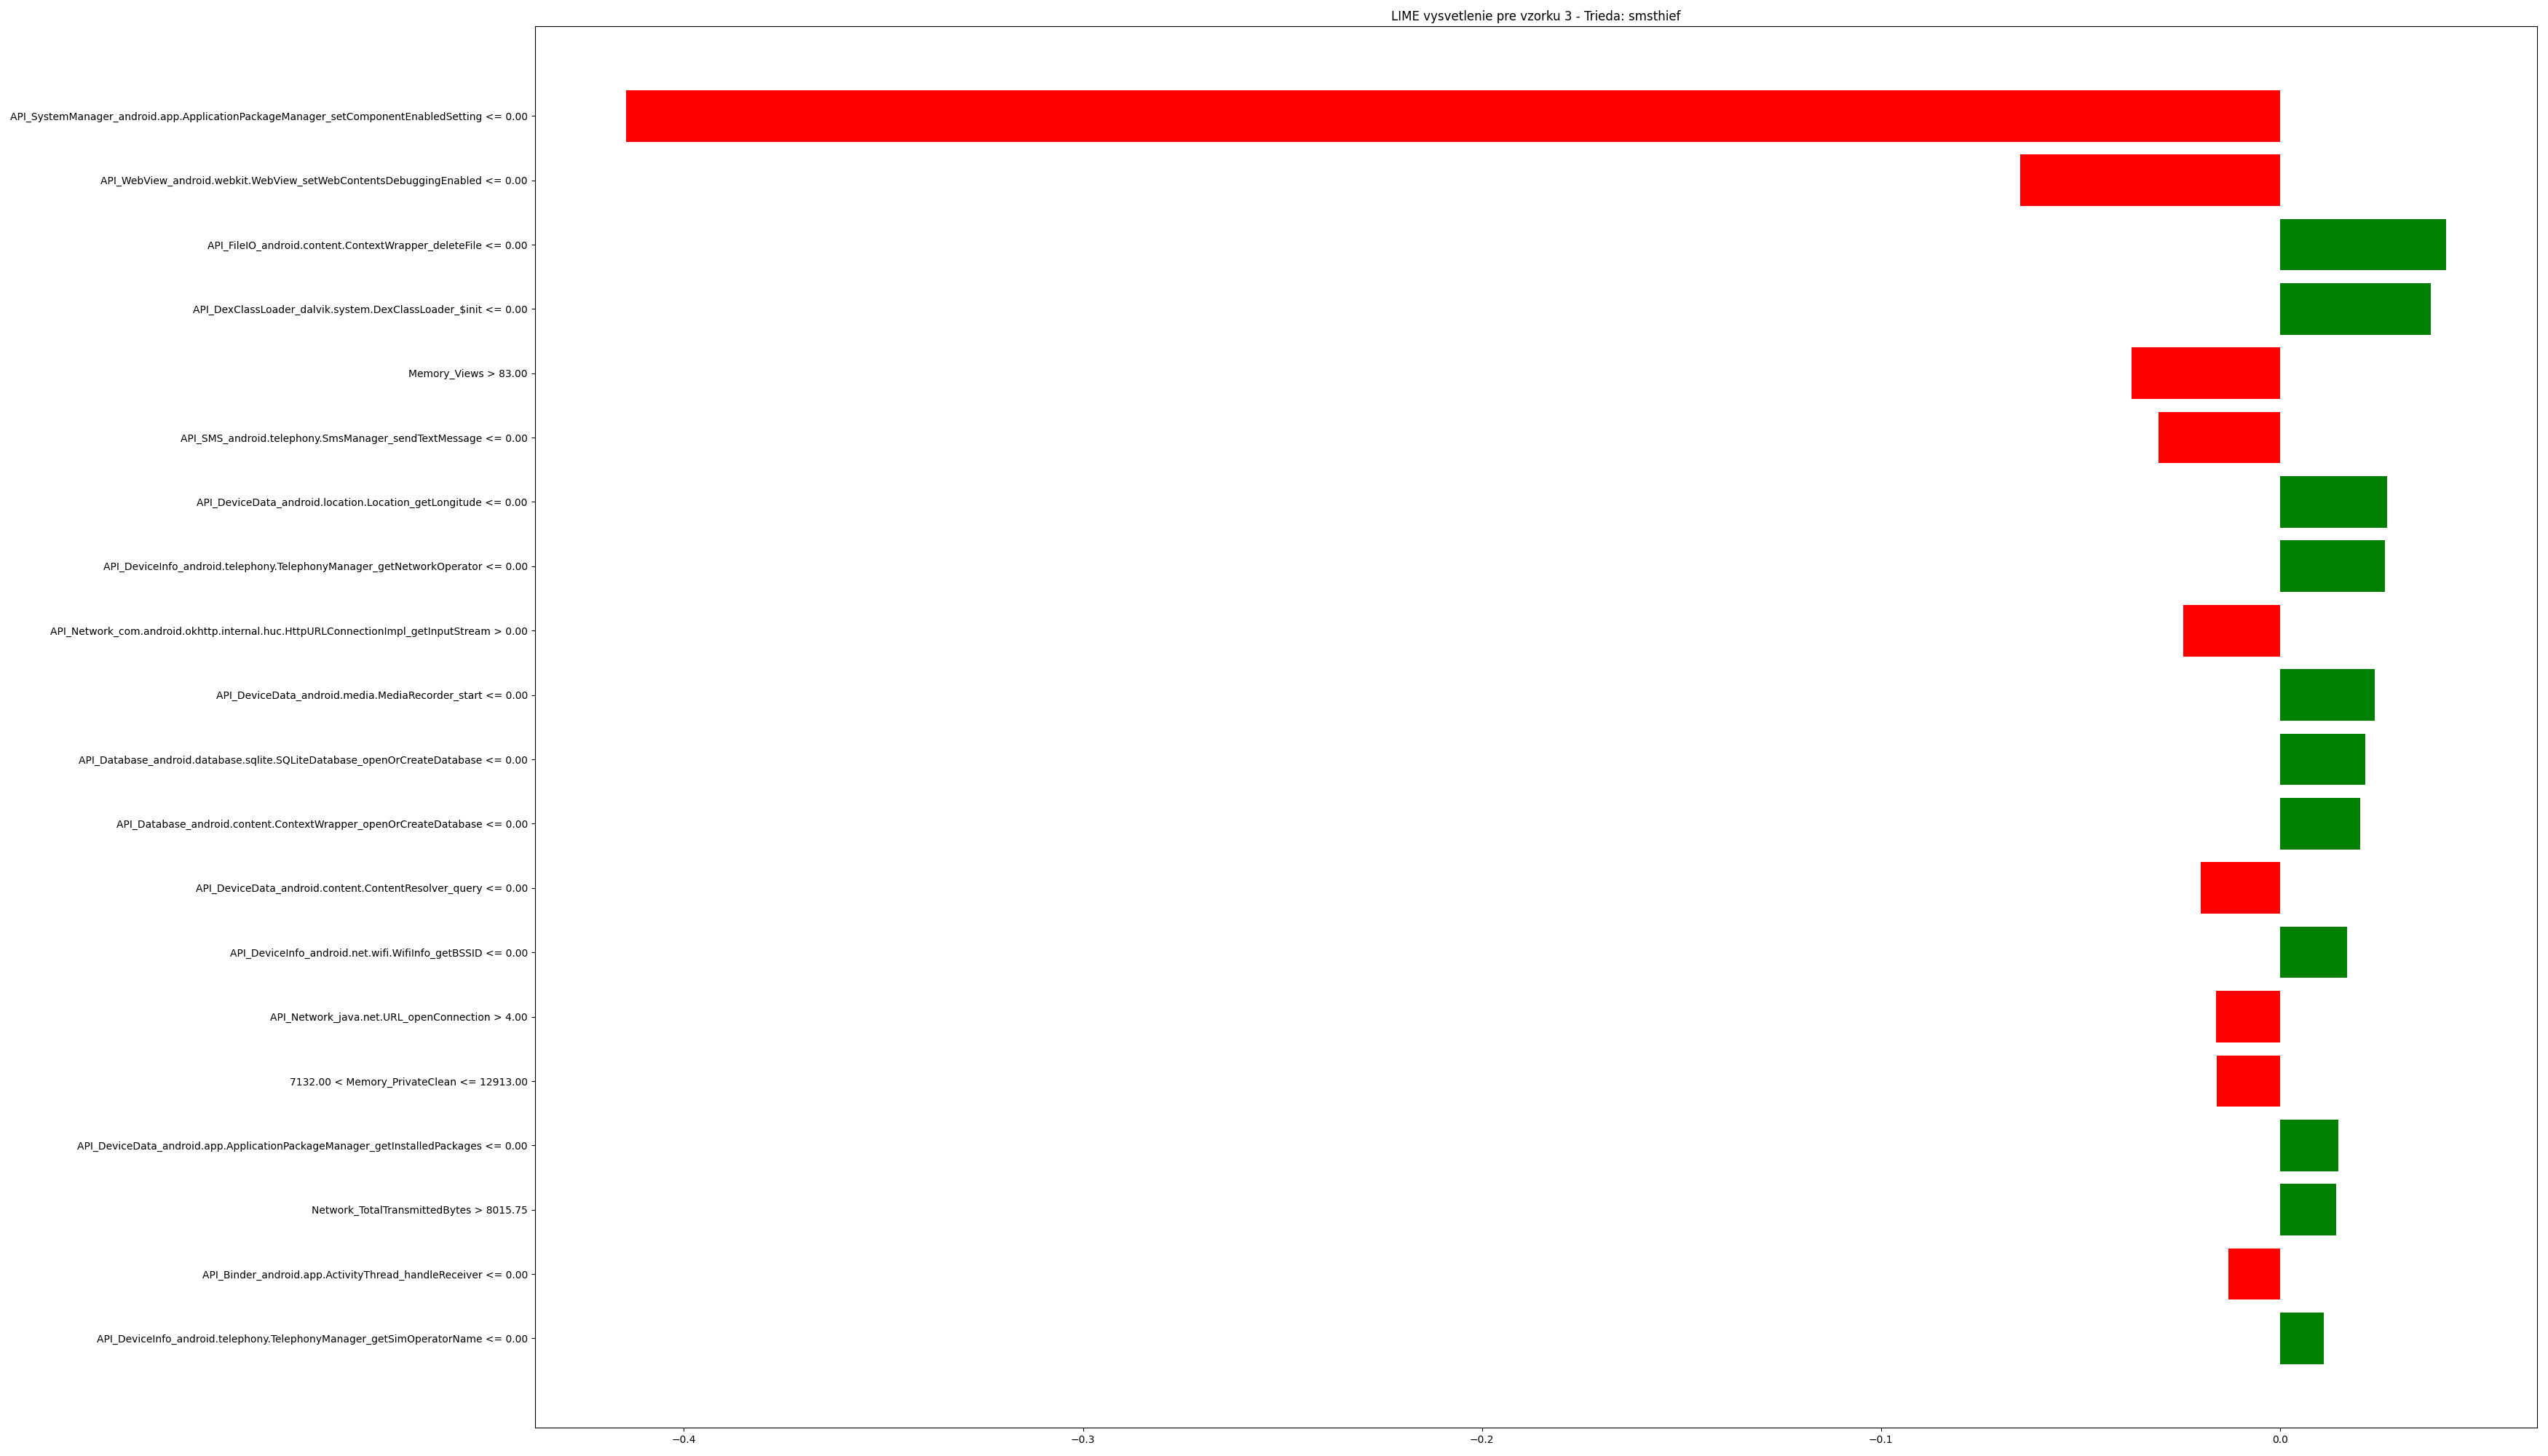 LIME vysvetlenie pre vzorku 3 - Trieda: smsthief
API_SystemManager_android.app.ApplicationPackageManager_setComponentEnabledSetting <= 0.00
API_WebView_android.webkit.WebView_setWebContentsDebuggingEnabled <= 0.00
API_FileIO_android.content.ContextWrapper_deleteFile <= 0.00
API_DexClassLoader_dalvik.system.DexClassLoader_$init <= 0.00
Memory_Views > 83.00
API_SMS_android.telephony.SmsManager_sendTextMessage <= 0.00
API_DeviceData_android.location.Location_getLongitude <= 0.00
API_DeviceInfo_android.telephony.TelephonyManager_getNetworkOperator <= 0.00
API_Network_com.android.okhttp.internal.huc.HttpURLConnectionImpl_getInputStream > 0.00
API_DeviceData_android.media.MediaRecorder_start <= 0.00
API_Database_android.database.sqlite.SQLiteDatabase_openOrCreateDatabase <= 0.00
API_Database_android.content.ContextWrapper_openOrCreateDatabase <= 0.00
API_DeviceData_android.content.ContentResolver_query <= 0.00
API_DeviceInfo_android.net.wifi.WifiInfo_getBSSID <= 0.00
API_Network_java.net.URL_openConnection > 4.00
7132.00 < Memory_PrivateClean <= 12913.00
API_DeviceData_android.app.ApplicationPackageManager_getInstalledPackages <= 0.00
Network_TotalTransmittedBytes > 8015.75
API_Binder_android.app.ActivityThread_handleReceiver <= 0.00
API_DeviceInfo_android.telephony.TelephonyManager_getSimOperatorName <= 0.00
−0.4 −0.3 −0.2 −0.1 0.0